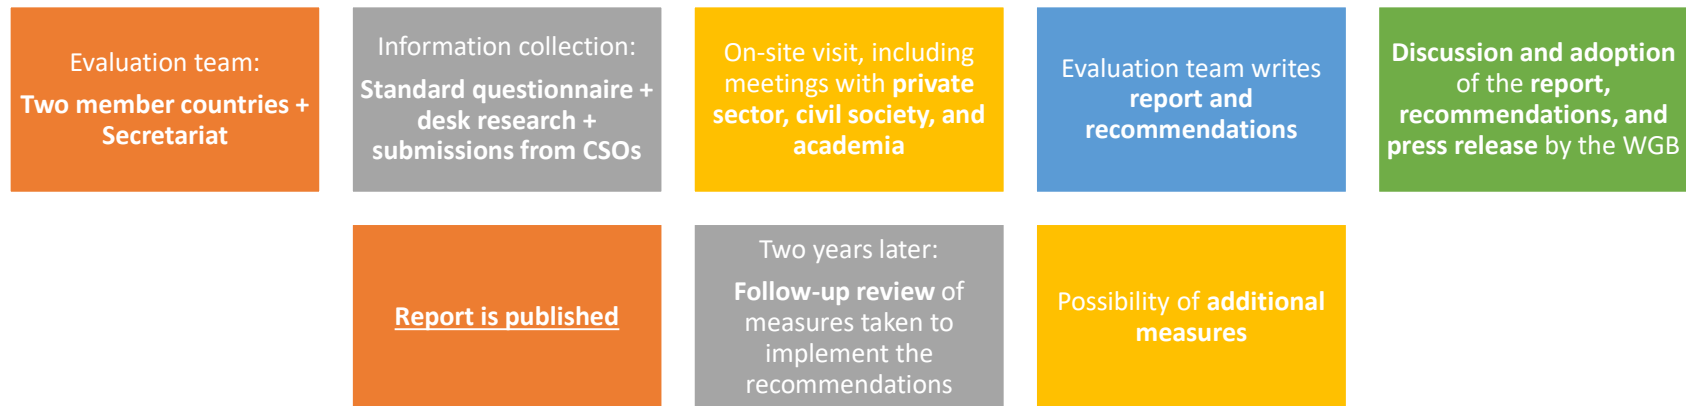 Evaluation team:
Two member countries +
Secretariat
Information collection:
Standard questionnaire +
desk research +
submissions from CSOs
On-site visit, including
meetings with private
sector, civil society, and
academia
Evaluation team writes
report and
recommendations
Discussion and adoption
of the report,
recommendations, and
press release by the WGB
Report is published
Two years later:
Follow-up review of
measures taken to
implement the
recommendations
Possibility of additional
measures